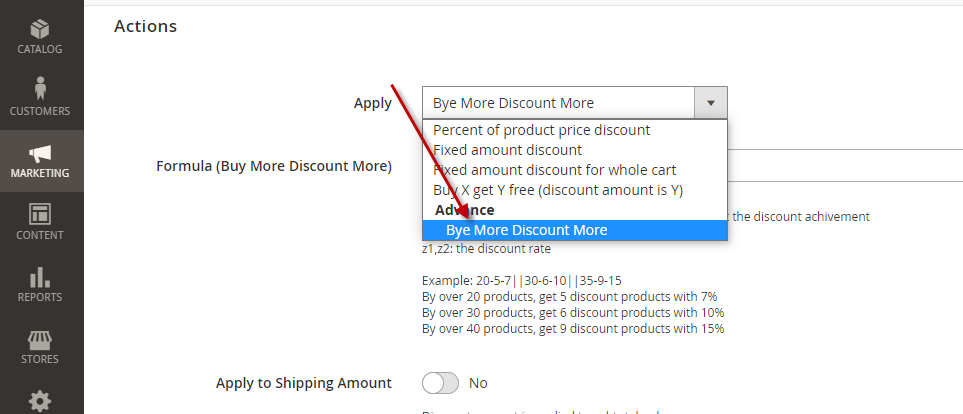 Actions
CATALOG
CUSTOMERS
MARKETING
CONTENT
REPORTS
STORES
Apply
Bye More Discount More
Percent of product price discount
Fixed amount discount
Fixed amount discount for whole cart
Buy X get Y free (discount amount is Y)
Advance
Bye More Discount More
Formula (Buy More Discount More)
the discount achivement
z1,z2: the discount rate
Example: 20-5-7||30-6-10||35-9-15
By over 20 products, get 5 discount products with 7%
By over 30 products, get 6 discount products with 10%
By over 40 products, get 9 discount products with 15%
Apply to Shipping Amount
No